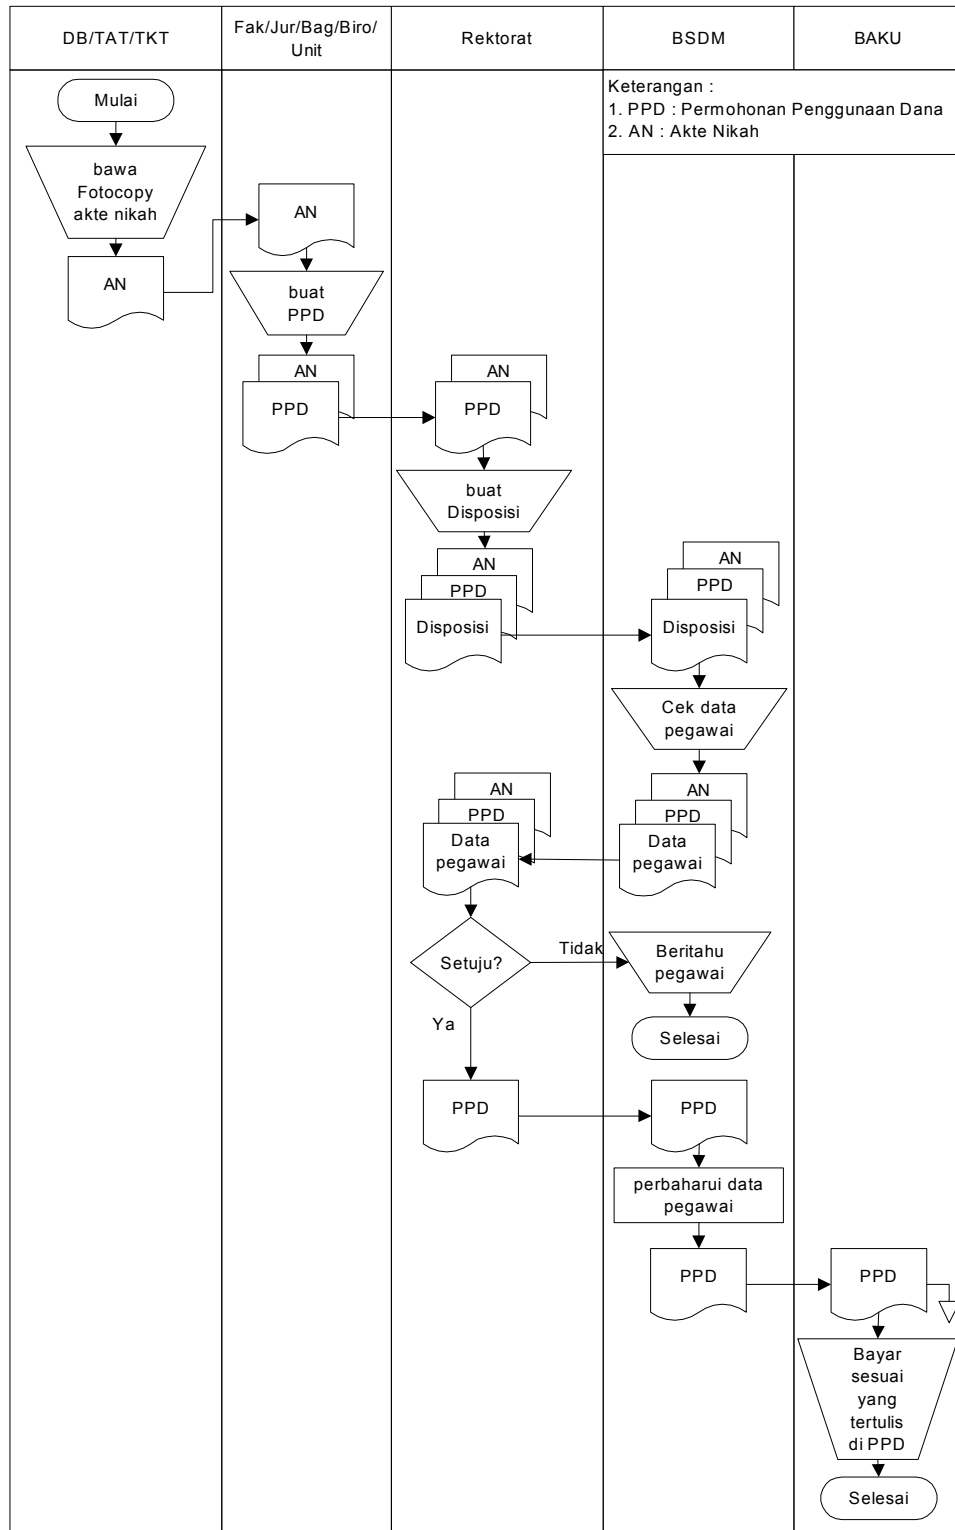 DB/TAT/TKT
Fak/Jur/Bag/Biro/
Unit
Rektorat
BSDM
BAKU
Keterangan :
1. PPD : Permohonan Penggunaan Dana
2. AN : Akte Nikah
Mulai
bawa
Fotocopy
akte nikah
AN
AN
buat
PPD
AN
PPD
AN
PPD
buat
Disposisi
AN
PPD
Disposisi
AN
PPD
Disposisi
Cek data
pegawai
AN
PPD
Data
pegawai
AN
PPD
Data
pegawai
Setuju?
Tidak
Beritahu
pegawai
Selesai
Ya
PPD
PPD
perbaharui data
pegawai
PPD
PPD
Bayar
sesuai
yang
tertulis
di PPD
Selesai